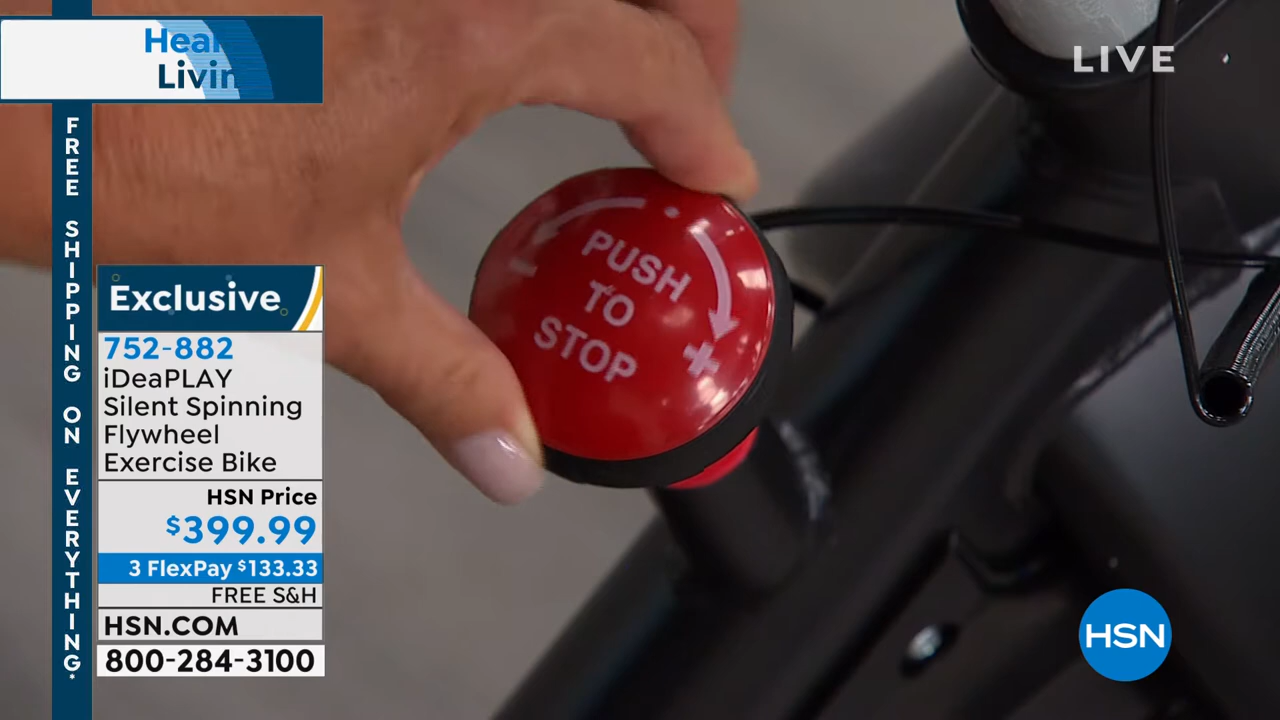 Livin
LIVE
FREE SHIPPING ON EVERYTHING.*
Exclusive
752-882
iDeaPLAY
Silent Spinning
Flywheel
Exercise Bike
HSN Price
$399.99
3 FlexPay $133.33
FREE S&H
HSN.COM
800-284-3100
PUSH
TO
STOP
- +
HSN